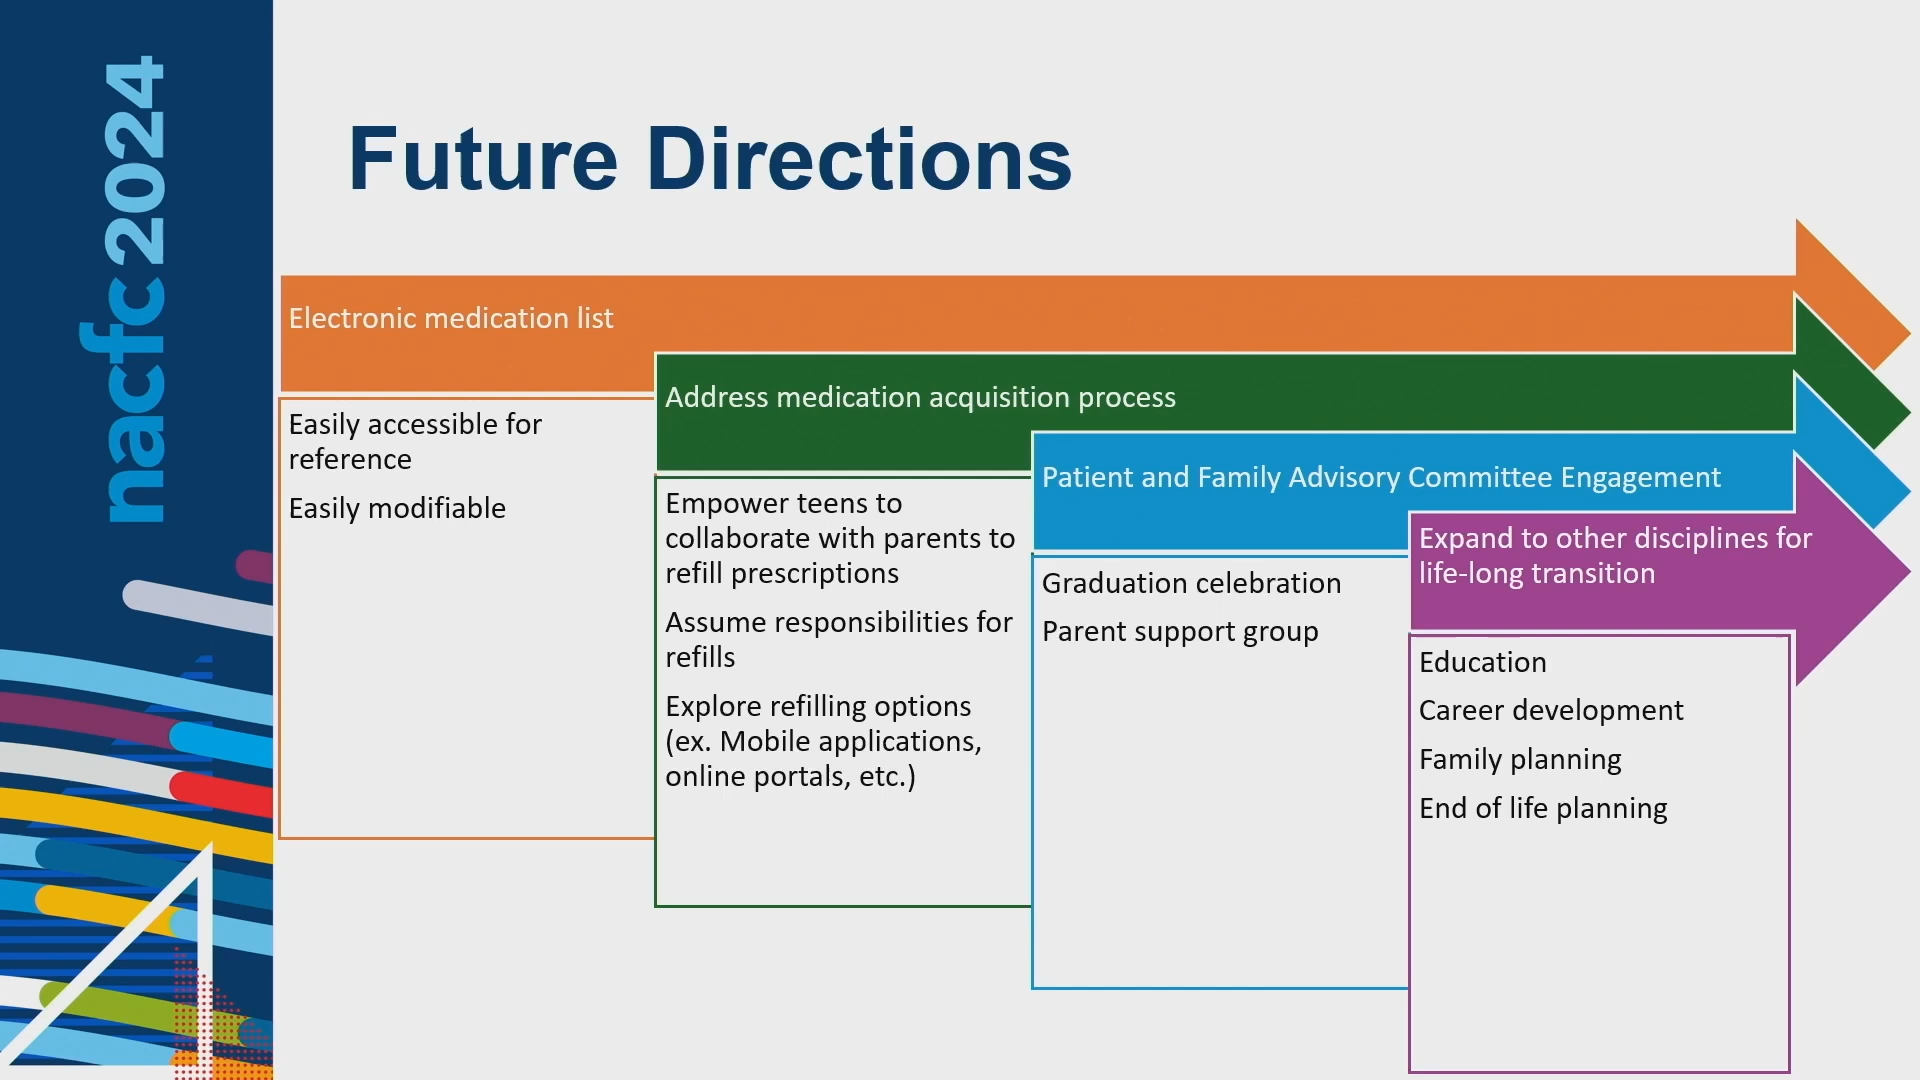 nacfc 2024
Future Directions
Electronic medication list
Easily accessible for
reference
Easily modifiable
Address medication acquisition process
Empower teens to
collaborate with parents to
refill prescriptions
Assume responsibilities for
refills
Explore refilling options
(ex. Mobile applications,
online portals, etc.)
Patient and Family Advisory Committee Engagement
Graduation celebration
Parent support group
Expand to other disciplines for
life-long transition
Education
Career development
Family planning
End of life planning